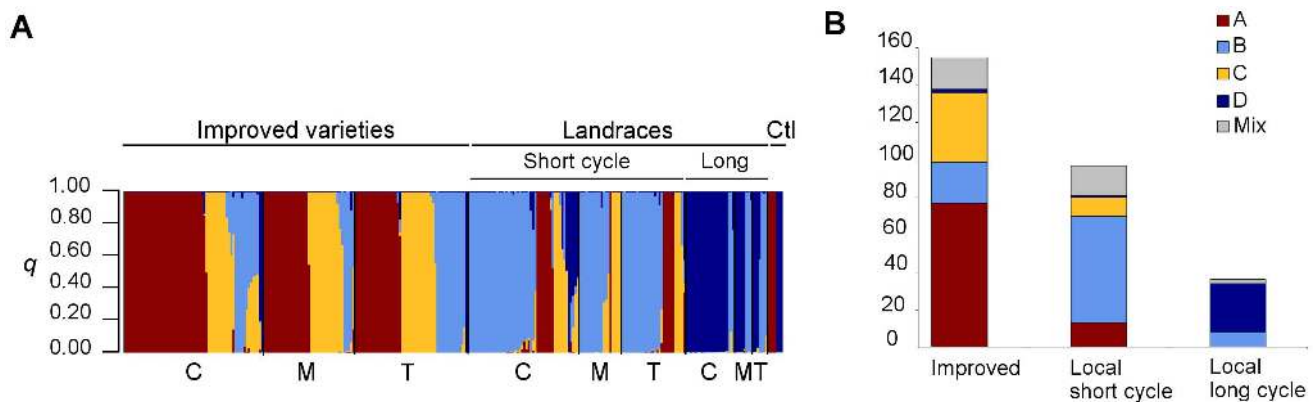 A
Improved varieties Landraces Ctl
Short cycle Long
1.00
0.80
0.60
q 0.40
0.20
0.00
C M T C M T C M T
B
160
140
120
100
80
60
40
20
0
A
B
C
D
Mix
Improved Local short cycle Local long cycle